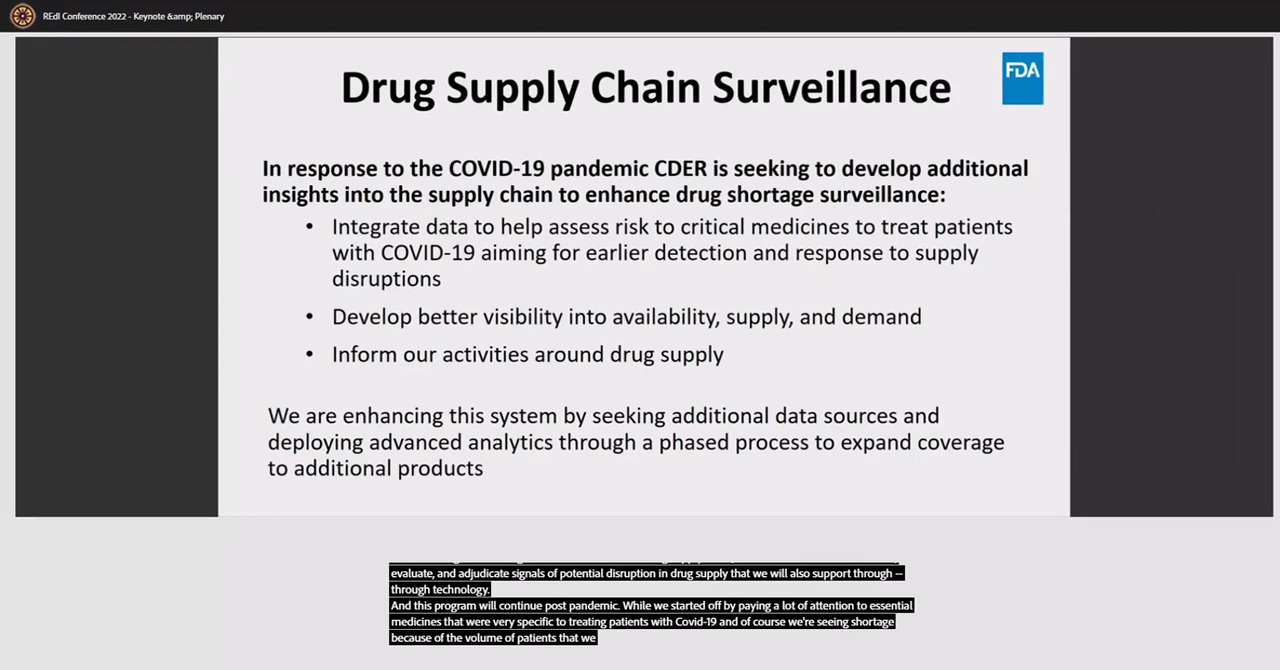 REdI Conference 2022 - Keynote &amp; Plenary
Drug Supply Chain Surveillance
FDA
In response to the COVID-19 pandemic CDER is seeking to develop additional
insights into the supply chain to enhance drug shortage surveillance:
• Integrate data to help assess risk to critical medicines to treat patients
with COVID-19 aiming for earlier detection and response to supply
disruptions
• Develop better visibility into availability, supply, and demand
• Inform our activities around drug supply
We are enhancing this system by seeking additional data sources and
deploying advanced analytics through a phased process to expand coverage
to additional products
evaluate, and adjudicate signals of potential disruption in drug supply that we will also support through --
through technology.
And this program will continue post pandemic. While we started off by paying a lot of attention to essential
medicines that were very specific to treating patients with Covid-19 and of course we're seeing shortage
because of the volume of patients that we